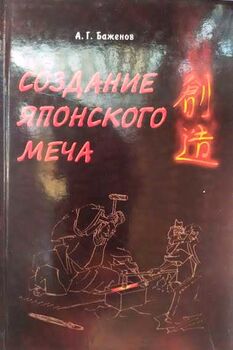 А. Г. Баженов
СОЗДАНИЕ
ЯПОНСКОГО
МЕЧА
創造